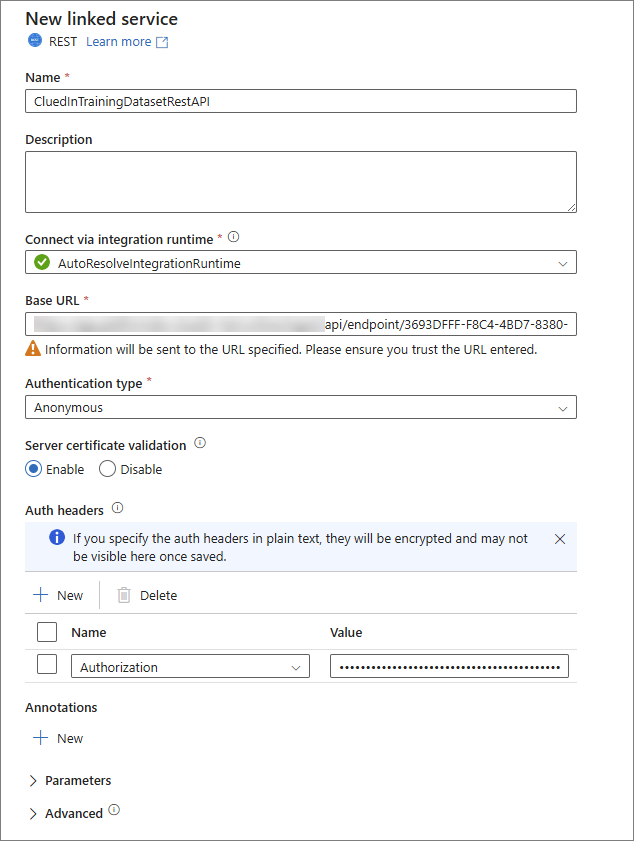 New linked service
REST Learn more
Name *
CluedInTrainingDatasetRestAPI
Description
Connect via integration runtime *
AutoResolveIntegrationRuntime
Base URL *
api/endpoint/3693DFFF-F8C4-4BD7-8380-
Information will be sent to the URL specified. Please ensure you trust the URL entered.
Authentication type *
Anonymous
Server certificate validation
Enable Disable
Auth headers
If you specify the auth headers in plain text, they will be encrypted and may not
be visible here once saved.
New Delete
Name Value
Authorization ••••••••••••••••••••••••••••••••••••••••••
Annotations
New
Parameters
Advanced